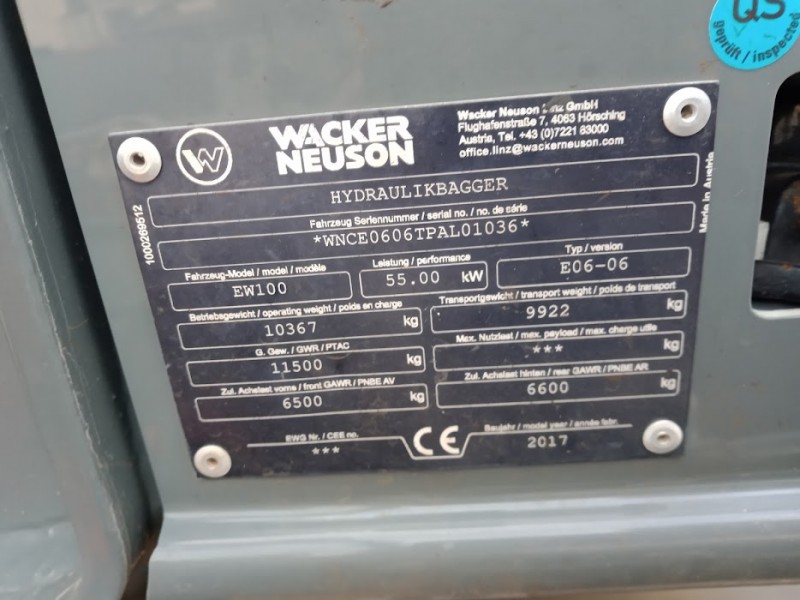 QS
geprüft / inspected
W
WACKER
NEUSON
Wacker Neuson Linz GmbH
Flughafenstraße 7, 4063 Hörsching
Austria, Tel. +43 (0)7221 63000
office.linz@wackerneuson.com
HYDRAULIKBAGGER
Made in Austria
1000269512
Fahrzeug Seriennummer / serial no. / no. de série
*WNCE0606TPAL01036*
Fahrzeug-Model / model / modèle
EW100
Leistung / performance
55.00 kW
Typ / version
E06-06
Betriebsgewicht / operating weight / poids en charge
10367 kg
Transportgewicht / transport weight / poids de transport
9922 kg
G. Gew. / GWR / PTAC
11500 kg
Max. Nutzlast / max. payload / max. charge utile
*** kg
Zul. Achslast vorne / front GAWR / PNBE AV
6500 kg
Zul. Achslast hinten / rear GAWR / PNBE AR
6600 kg
EWG Nr. / CEE no.
***
CE
Baujahr / model year / année fabr.
2017